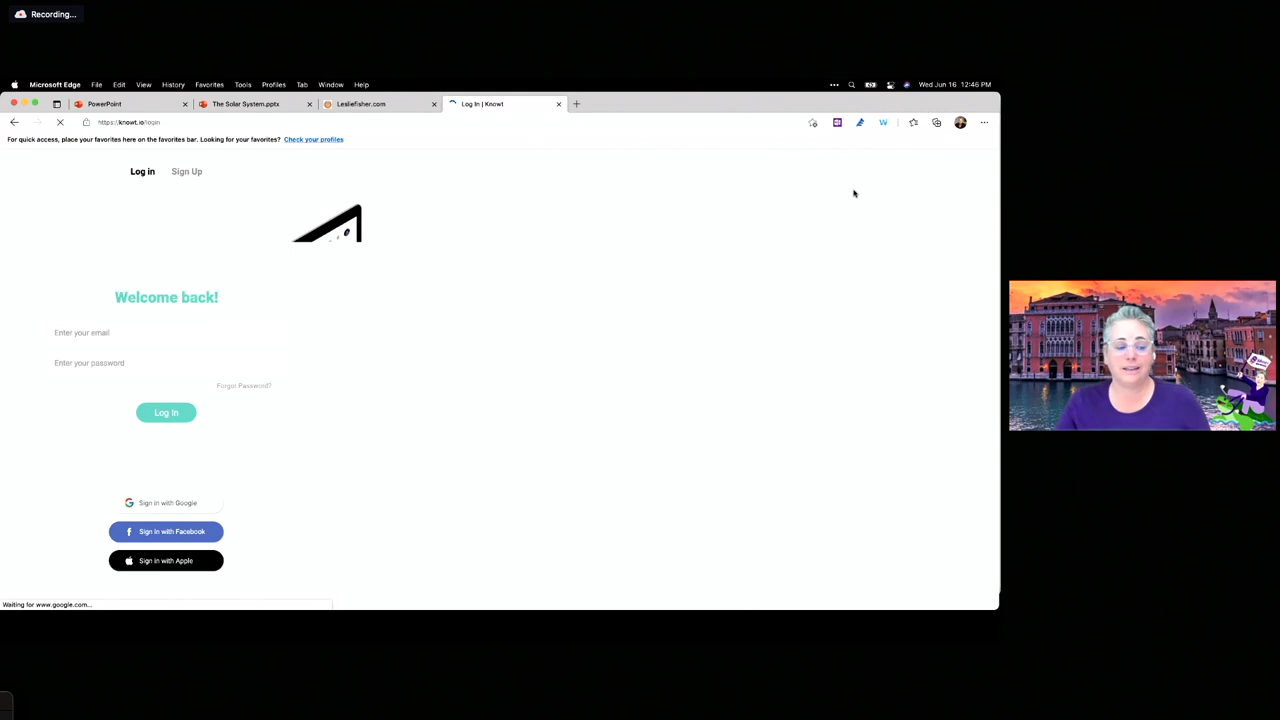 Recording...
Microsoft Edge File Edit View History Favorites Tools Profiles Tab Window Help Wed Jun 16 12:46 PM
PowerPoint The Solar System.pptx Lesliefisher.com Log In | Knowt
https://knowt.io/login
For quick access, place your favorites here on the favorites bar. Looking for your favorites? Check your profiles
Log in Sign Up
Welcome back!
Enter your email
Enter your password
Forgot Password?
Log In
Sign in with Google
Sign in with Facebook
Sign in with Apple
Waiting for www.google.com...